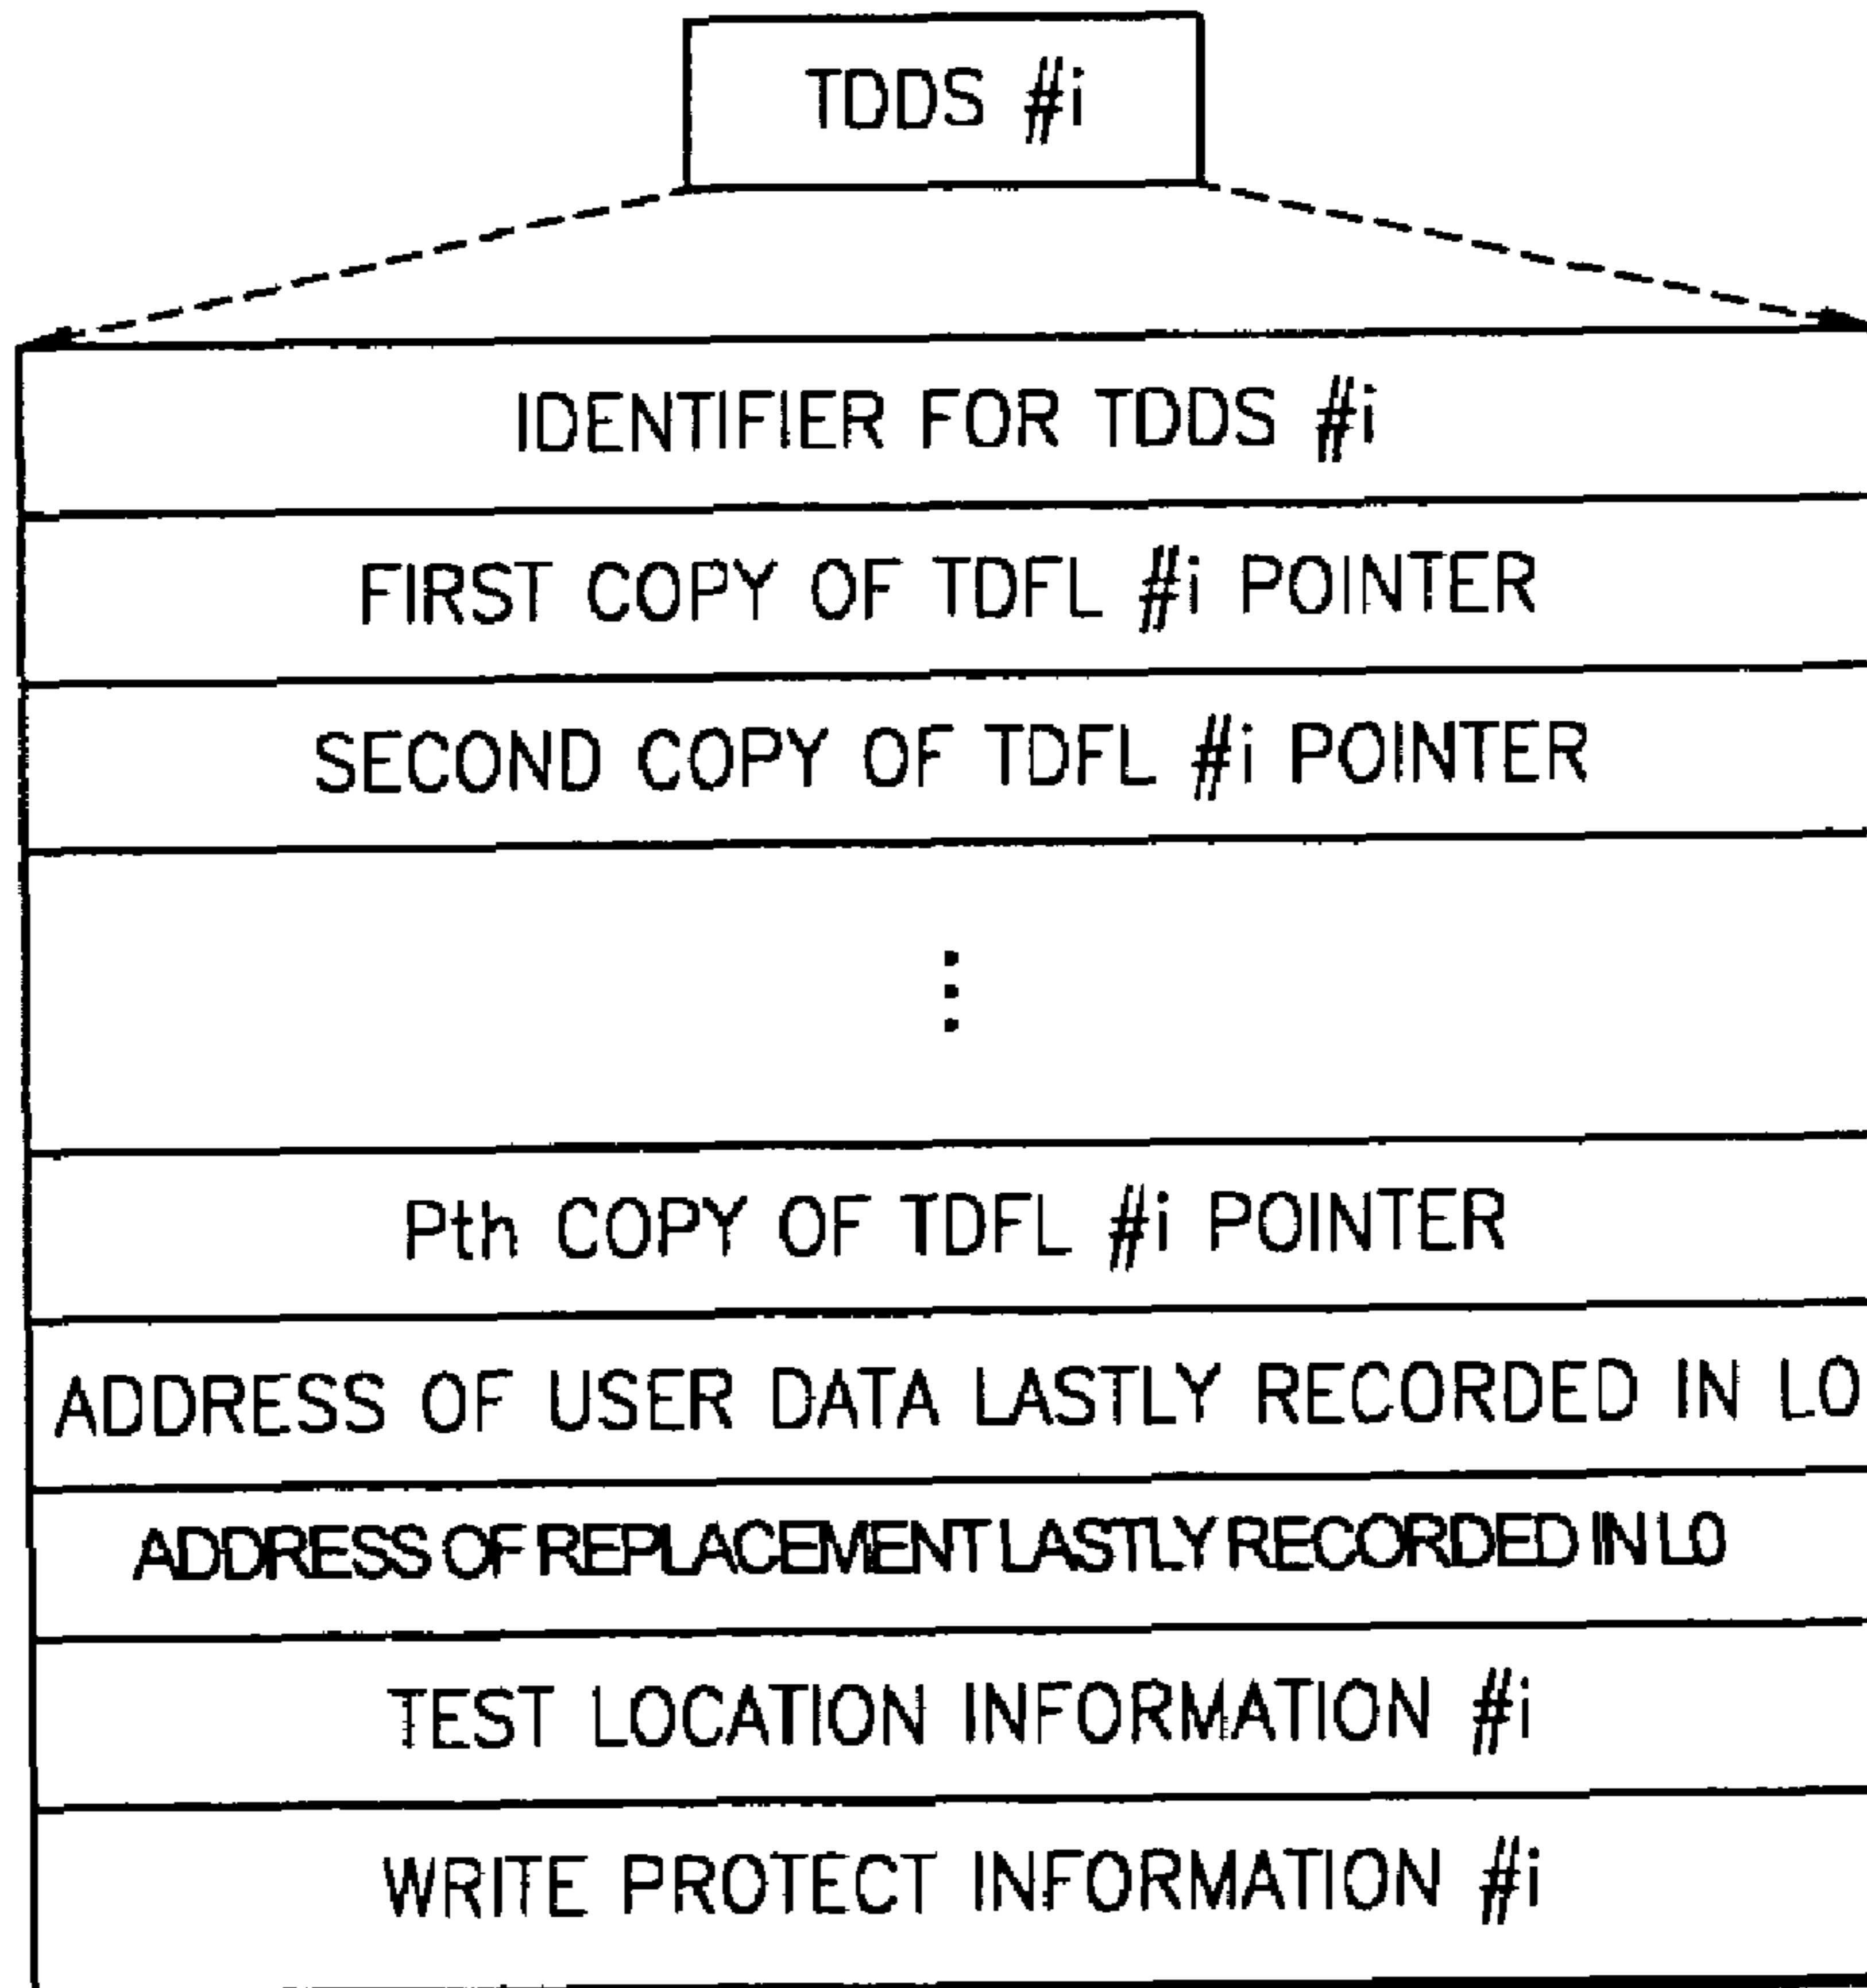 TDDS #i
IDENTIFIER FOR TDDS #i
FIRST COPY OF TDFL #i POINTER
SECOND COPY OF TDFL #i POINTER
⋮
Pth COPY OF TDFL #i POINTER
ADDRESS OF USER DATA LASTLY RECORDED IN L0
ADDRESS OF REPLACEMENT LASTLY RECORDED IN L0
TEST LOCATION INFORMATION #i
WRITE PROTECT INFORMATION #i